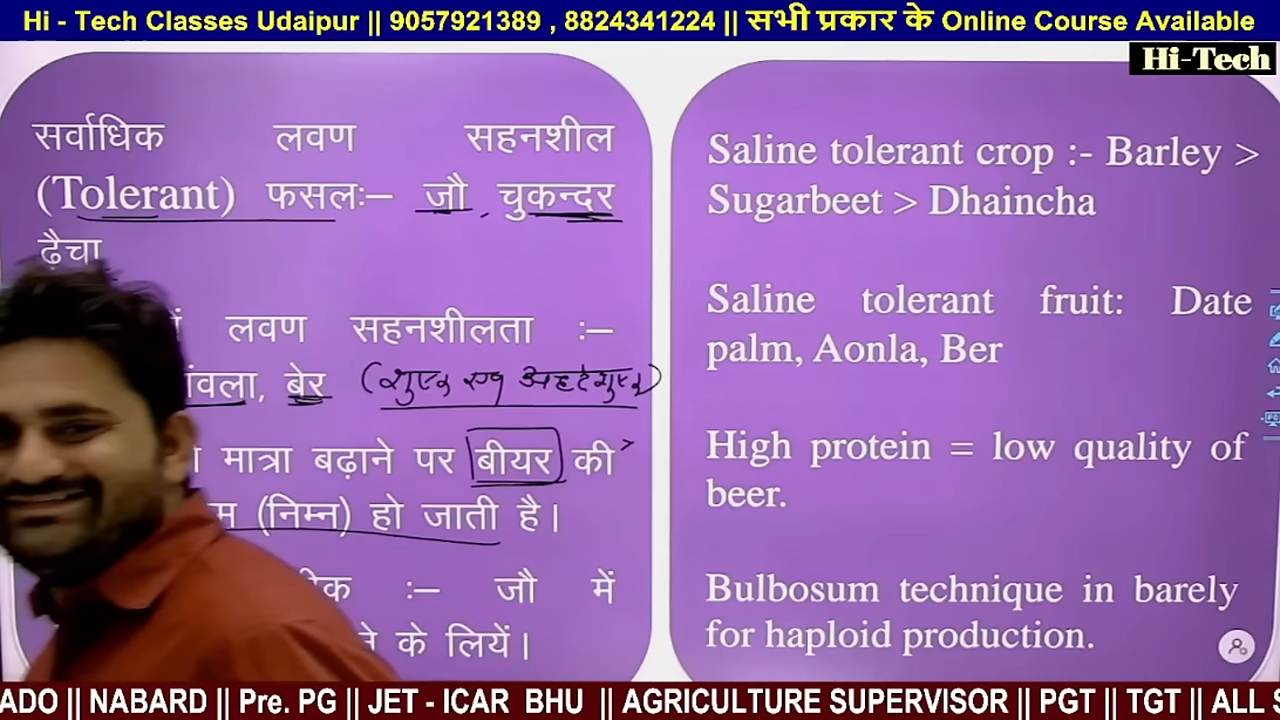 Hi - Tech Classes Udaipur || 9057921389 , 8824341224 || सभी प्रकार के Online Course Available
Hi-Tech
सर्वाधिक लवण सहनशील
(Tolerant) फसलः– जौ, चुकन्दर
ढ़ैचा
लवण सहनशीलता :–
बेर
मात्रा बढ़ाने पर बीयर की
(निम्न) हो जाती है।
:– जौ में
के लियें।
Saline tolerant crop :- Barley >
Sugarbeet > Dhaincha
Saline tolerant fruit: Date
palm, Aonla, Ber
High protein = low quality of
beer.
Bulbosum technique in barely
for haploid production.
ADO || NABARD || Pre. PG || JET - ICAR BHU || AGRICULTURE SUPERVISOR || PGT || TGT || ALL